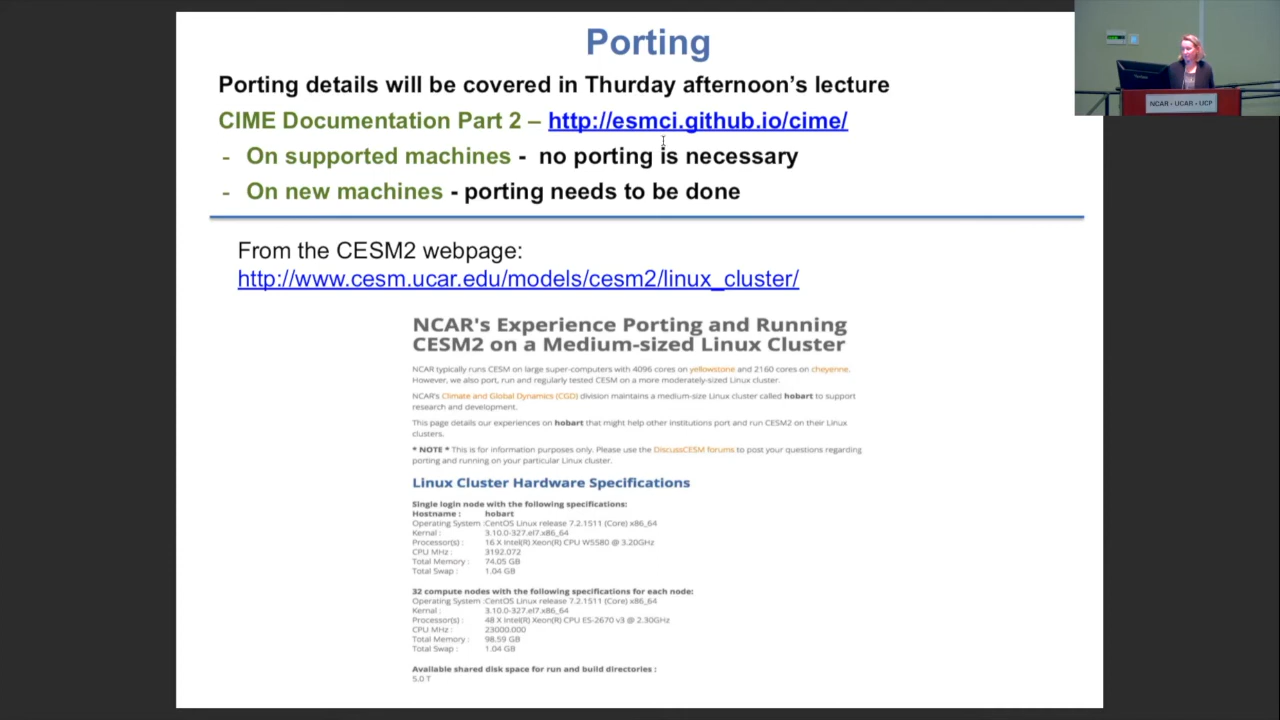 Porting
Porting details will be covered in Thurday afternoon's lecture
CIME Documentation Part 2 – http://esmci.github.io/cime/
- On supported machines - no porting is necessary
- On new machines - porting needs to be done
From the CESM2 webpage:
http://www.cesm.ucar.edu/models/cesm2/linux_cluster/
NCAR's Experience Porting and Running
CESM2 on a Medium-sized Linux Cluster
NCAR typically runs CESM on large super-computers with 4096 cores on yellowstone and 2160 cores on cheyenne.
However, we also port, run and regularly tested CESM on a more moderately-sized Linux cluster.
NCAR's Climate and Global Dynamics (CGD) division maintains a medium-size Linux cluster called hobart to support
research and development.
This page details our experiences on hobart that might help other institutions port and run CESM2 on their Linux
clusters.
* NOTE * This is for information purposes only. Please use the DiscussCESM forums to post your questions regarding
porting and running on your particular Linux cluster.
Linux Cluster Hardware Specifications
Single login node with the following specifications:
Hostname : hobart
Operating System :CentOS Linux release 7.2.1511 (Core) x86_64
Kernal : 3.10.0-327.el7.x86_64
Processor(s) : 16 X Intel(R) Xeon(R) CPU W5580 @ 3.20GHz
CPU MHz : 3192.072
Total Memory : 74.05 GB
Total Swap : 1.04 GB
32 compute nodes with the following specifications for each node:
Operating System :CentOS Linux release 7.2.1511 (Core) x86_64
Kernal : 3.10.0-327.el7.x86_64
Processor(s) : 48 X Intel(R) Xeon(R) CPU E5-2670 v3 @ 2.30GHz
CPU MHz : 23000.000
Total Memory : 98.59 GB
Total Swap : 1.04 GB
Available shared disk space for run and build directories :
5.0 T
NCAR • UCAR • UCP